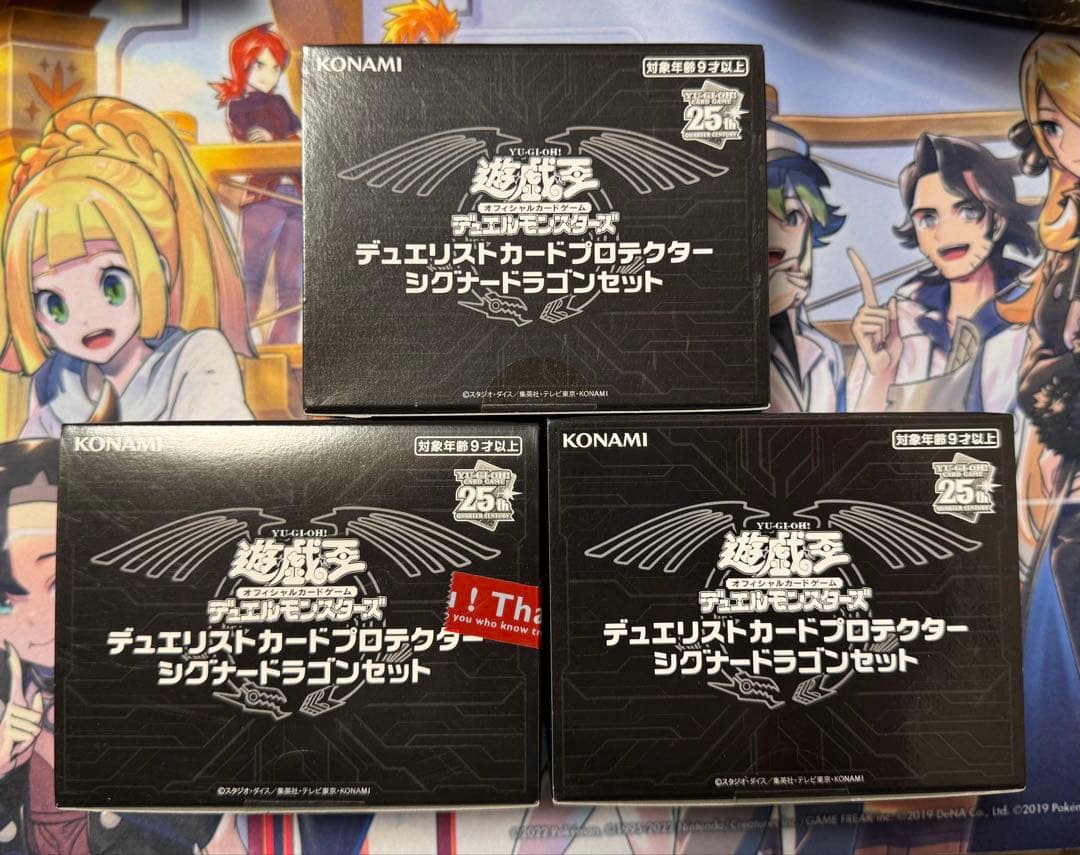 KONAMI
対象年齢9才以上
YU-GI-OH!
CARD GAME
25th
QUARTER CENTURY
YU-GI-OH!
遊戯王
オフィシャルカードゲーム
デュエルモンスターズ
デュエリストカードプロテクター
シグナードラゴンセット
©スタジオ・ダイス/集英社・テレビ東京・KONAMI
KONAMI
対象年齢9才以上
YU-GI-OH!
CARD GAME
25th
QUARTER CENTURY
YU-GI-OH!
遊戯王
オフィシャルカードゲーム
デュエルモンスターズ
デュエリストカードプロテクター
シグナードラゴンセット
! Tha
you who know
©スタジオ・ダイス/集英社・テレビ東京・KONAMI
KONAMI
対象年齢9才以上
YU-GI-OH!
CARD GAME
25th
QUARTER CENTURY
YU-GI-OH!
遊戯王
オフィシャルカードゲーム
デュエルモンスターズ
デュエリストカードプロテクター
シグナードラゴンセット
©スタジオ・ダイス/集英社・テレビ東京・KONAMI
©2022 Pokémon. ©1995-2022 Nintendo/Creatures Inc./GAME FREAK inc. ©2019 DeNA Co., Ltd. ©2019 Pokémon